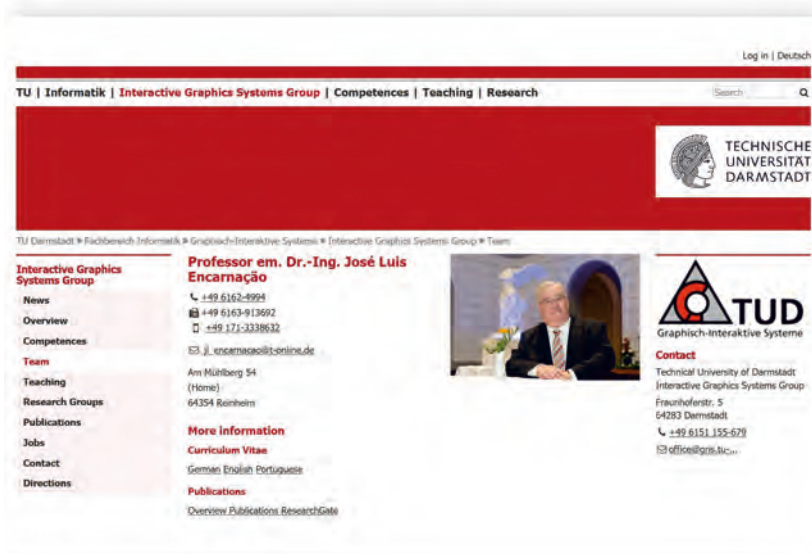 Log in | Deutsch
TU | Informatik | Interactive Graphics Systems Group | Competences | Teaching | Research
Search
TECHNISCHE
UNIVERSITÄT
DARMSTADT
TU Darmstadt » Fachbereich Informatik » Graphisch-Interaktive Systeme » Interactive Graphics Systems Group » Team
Interactive Graphics
Systems Group
News
Overview
Competences
Team
Teaching
Research Groups
Publications
Jobs
Contact
Directions
Professor em. Dr.-Ing. José Luis
Encarnação
+49 6162-4994
+49 6163-913692
+49 171-3338632
jl_encarnacao@t-online.de
Am Mühlberg 54
(Home)
64354 Reinheim
More information
Curriculum Vitae
German English Portuguese
Publications
Overview Publications ResearchGate
TUD
Graphisch-Interaktive Systeme
Contact
Technical University of Darmstadt
Interactive Graphics Systems Group
Fraunhoferstr. 5
64283 Darmstadt
+49 6151 155-679
office@gris.tu-...